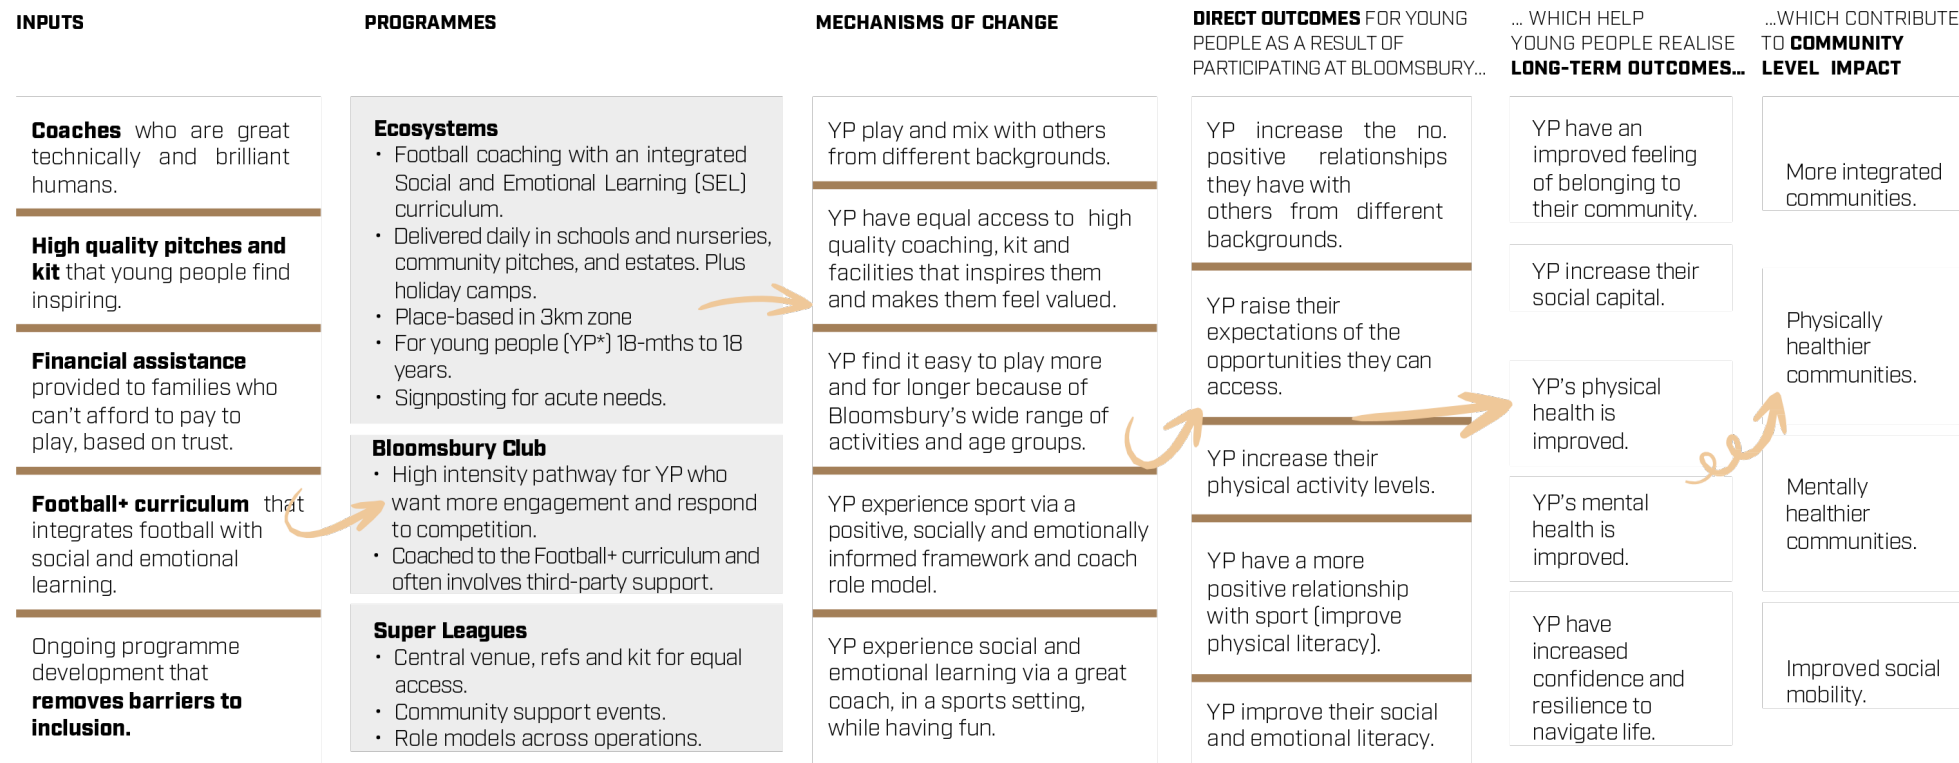 INPUTS
Coaches who are great
technically and brilliant
humans.
High quality pitches and
kit that young people find
inspiring.
Financial assistance
provided to families who
can't afford to pay to
play, based on trust.
Football+ curriculum that
integrates football with
social and emotional
learning.
Ongoing programme
development that
removes barriers to
inclusion.
PROGRAMMES
Ecosystems
• Football coaching with an integrated
Social and Emotional Learning (SEL)
curriculum.
• Delivered daily in schools and nurseries,
community pitches, and estates. Plus
holiday camps.
• Place-based in 3km zone
• For young people (YP*) 18-mths to 18
years.
• Signposting for acute needs.
Bloomsbury Club
• High intensity pathway for YP who
want more engagement and respond
to competition.
• Coached to the Football+ curriculum and
often involves third-party support.
Super Leagues
• Central venue, refs and kit for equal
access.
• Community support events.
• Role models across operations.
MECHANISMS OF CHANGE
YP play and mix with others
from different backgrounds.
YP have equal access to high
quality coaching, kit and
facilities that inspires them
and makes them feel valued.
YP find it easy to play more
and for longer because of
Bloomsbury's wide range of
activities and age groups.
YP experience sport via a
positive, socially and emotionally
informed framework and coach
role model.
YP experience social and
emotional learning via a great
coach, in a sports setting,
while having fun.
DIRECT OUTCOMES FOR YOUNG
PEOPLE AS A RESULT OF
PARTICIPATING AT BLOOMSBURY...
YP increase the no.
positive relationships
they have with
others from different
backgrounds.
YP raise their
expectations of the
opportunities they can
access.
YP increase their
physical activity levels.
YP have a more
positive relationship
with sport (improve
physical literacy).
YP improve their social
and emotional literacy.
... WHICH HELP
YOUNG PEOPLE REALISE
LONG-TERM OUTCOMES...
YP have an
improved feeling
of belonging to
their community.
YP increase their
social capital.
YP's physical
health is
improved.
YP's mental
health is
improved.
YP have
increased
confidence and
resilience to
navigate life.
...WHICH CONTRIBUTE
TO COMMUNITY
LEVEL IMPACT
More integrated
communities.
Physically
healthier
communities.
Mentally
healthier
communities.
Improved social
mobility.